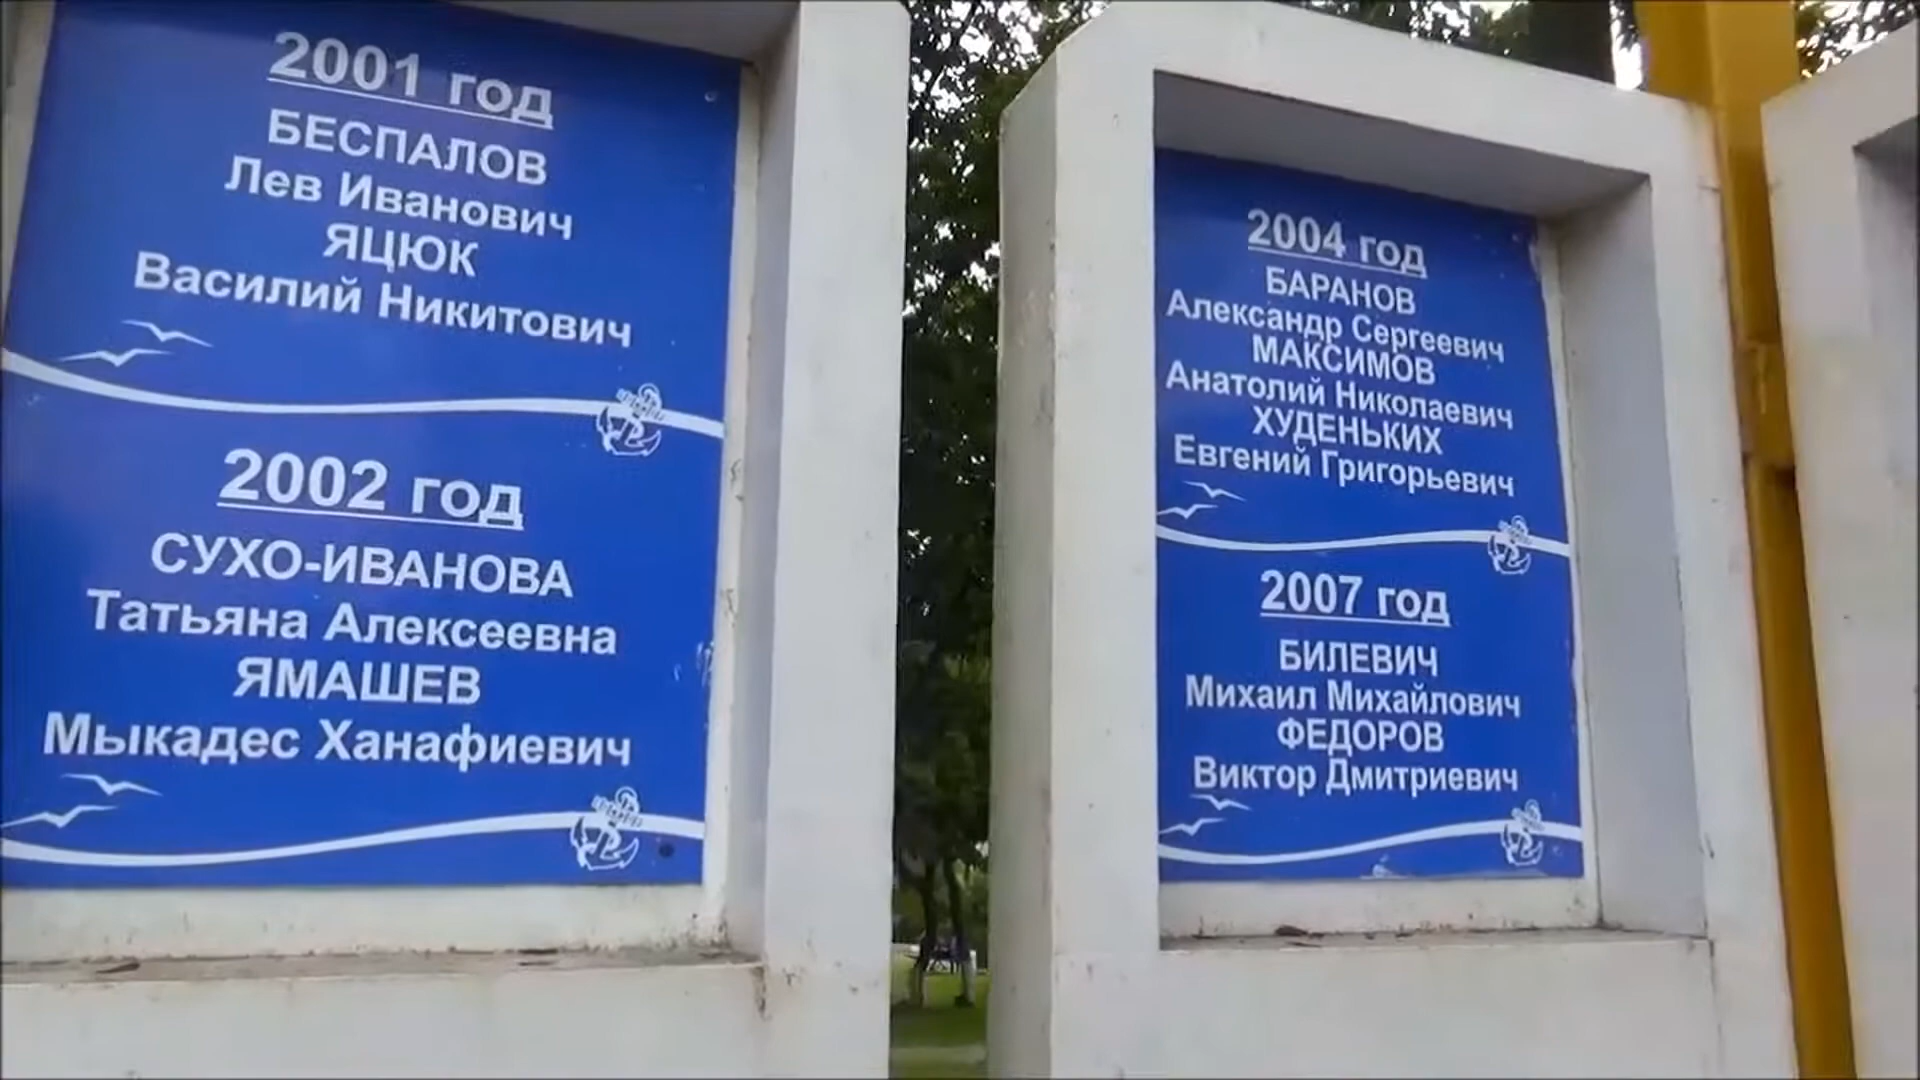 2001 год
БЕСПАЛОВ
Лев Иванович
ЯЦЮК
Василий Никитович
2002 год
СУХО-ИВАНОВА
Татьяна Алексеевна
ЯМАШЕВ
Мыкадес Ханафиевич
2004 год
БАРАНОВ
Александр Сергеевич
МАКСИМОВ
Анатолий Николаевич
ХУДЕНЬКИХ
Евгений Григорьевич
2007 год
БИЛЕВИЧ
Михаил Михайлович
ФЕДОРОВ
Виктор Дмитриевич